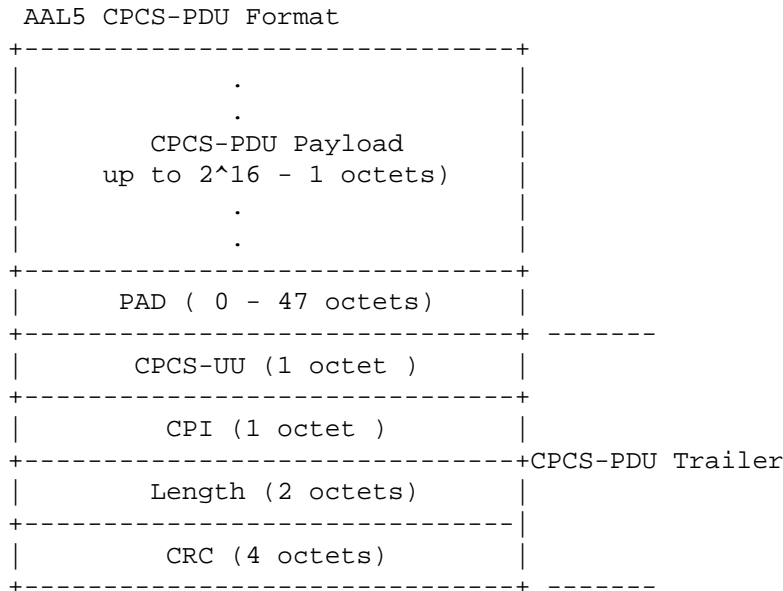 AAL5 CPCS-PDU Format
+-------------------------------+
|              .                |
|              .                |
|        CPCS-PDU Payload       |
|     up to 2^16 - 1 octets)    |
|              .                |
|              .                |
+-------------------------------+
|      PAD ( 0 - 47 octets)     |
+-------------------------------+ -------
|       CPCS-UU (1 octet )      |
+-------------------------------+
|         CPI (1 octet )        |
+-------------------------------+CPCS-PDU Trailer
|        Length (2 octets)      |
+-------------------------------|
|         CRC (4 octets)        |
+-------------------------------+ -------